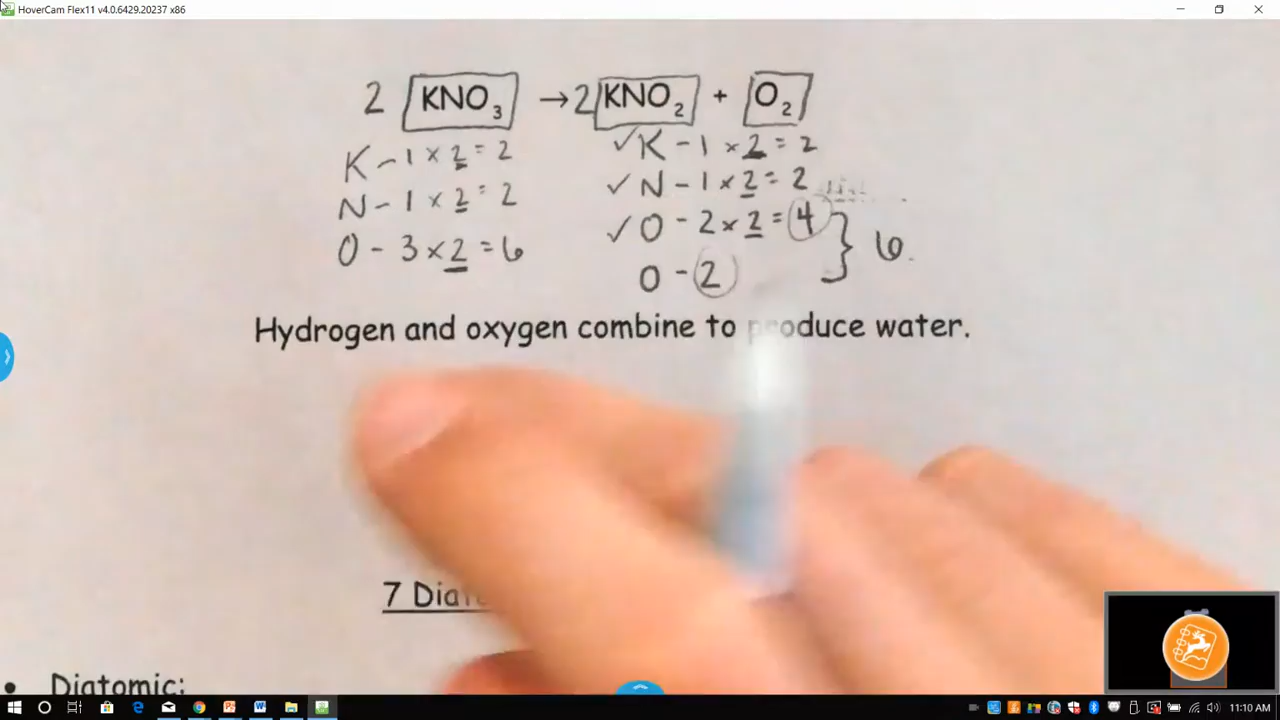 HoverCam Flex11 v4.0.6429.20237 x86
2 KNO₃ → 2 KNO₂ + O₂
K - 1 × 2 = 2
N - 1 × 2 = 2
O - 3 × 2 = 6
✓ K - 1 × 2 = 2
✓ N - 1 × 2 = 2
✓ O - 2 × 2 = 4
O - 2
} 6
Hydrogen and oxygen combine to produce water.
7
• Diatomic:
11:10 AM